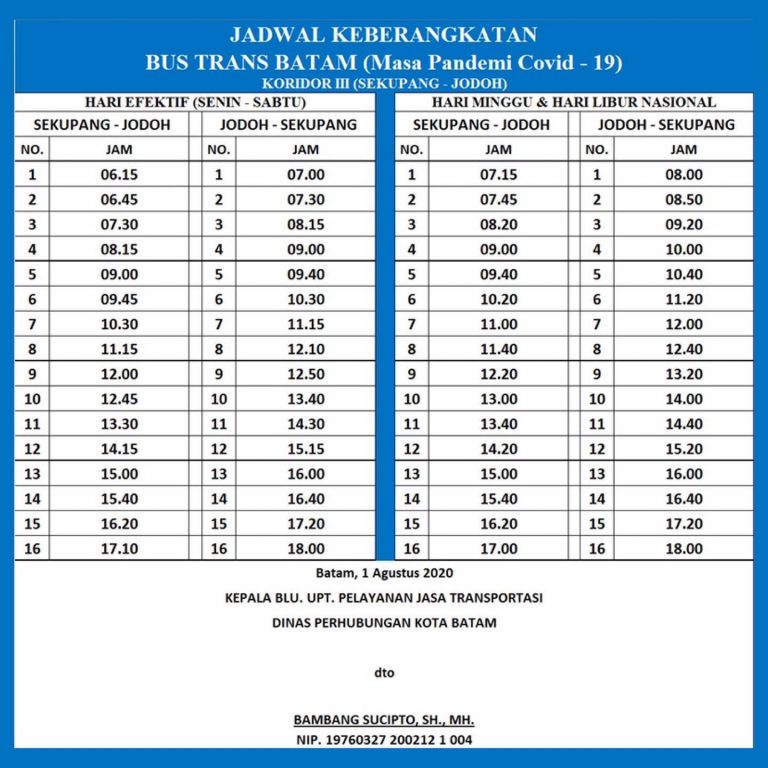 JADWAL KEBERANGKATAN
BUS TRANS BATAM (Masa Pandemi Covid - 19)
KORIDOR III (SEKUPANG - JODOH)
HARI EFEKTIF (SENIN - SABTU) HARI MINGGU & HARI LIBUR NASIONAL
SEKUPANG - JODOH JODOH - SEKUPANG SEKUPANG - JODOH JODOH - SEKUPANG
NO. JAM NO. JAM NO. JAM NO. JAM
1 06.15 1 07.00 1 07.15 1 08.00
2 06.45 2 07.30 2 07.45 2 08.50
3 07.30 3 08.15 3 08.20 3 09.20
4 08.15 4 09.00 4 09.00 4 10.00
5 09.00 5 09.40 5 09.40 5 10.40
6 09.45 6 10.30 6 10.20 6 11.20
7 10.30 7 11.15 7 11.00 7 12.00
8 11.15 8 12.10 8 11.40 8 12.40
9 12.00 9 12.50 9 12.20 9 13.20
10 12.45 10 13.40 10 13.00 10 14.00
11 13.30 11 14.30 11 13.40 11 14.40
12 14.15 12 15.15 12 14.20 12 15.20
13 15.00 13 16.00 13 15.00 13 16.00
14 15.40 14 16.40 14 15.40 14 16.40
15 16.20 15 17.20 15 16.20 15 17.20
16 17.10 16 18.00 16 17.00 16 18.00
Batam, 1 Agustus 2020
KEPALA BLU. UPT. PELAYANAN JASA TRANSPORTASI
DINAS PERHUBUNGAN KOTA BATAM
dto
BAMBANG SUCIPTO, SH., MH.
NIP. 19760327 200212 1 004